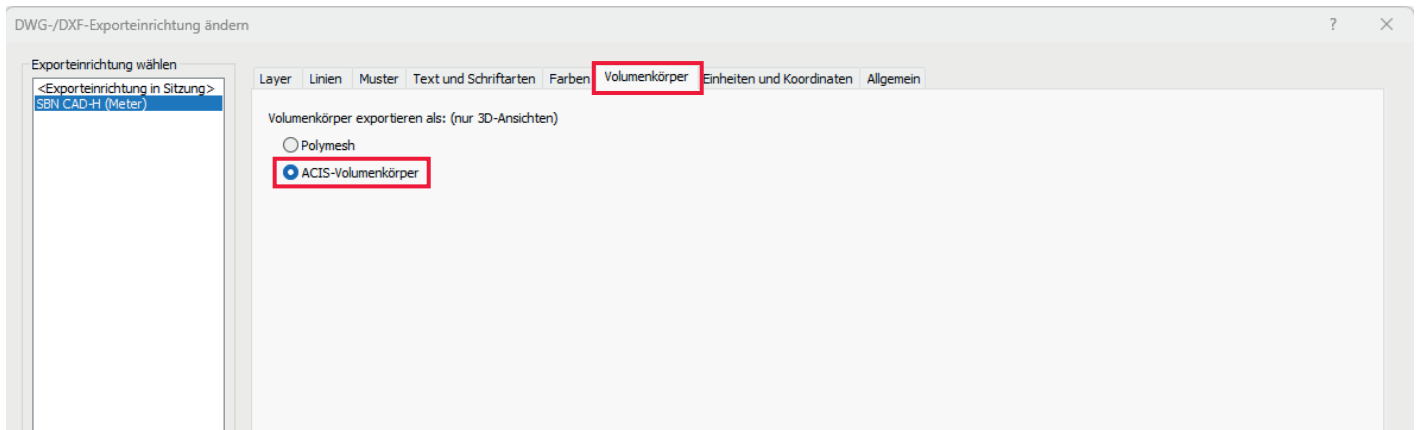 DWG-/DXF-Exporteinrichtung ändern
?
Exporteinrichtung wählen
<Exporteinrichtung in Sitzung>
SBN CAD-H (Meter)
Layer Linien Muster Text und Schriftarten Farben Volumenkörper Einheiten und Koordinaten Allgemein
Volumenkörper exportieren als: (nur 3D-Ansichten)
Polymesh
ACIS-Volumenkörper